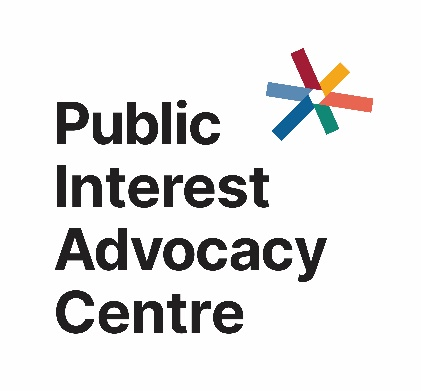 Public
Interest
Advocacy
Centre